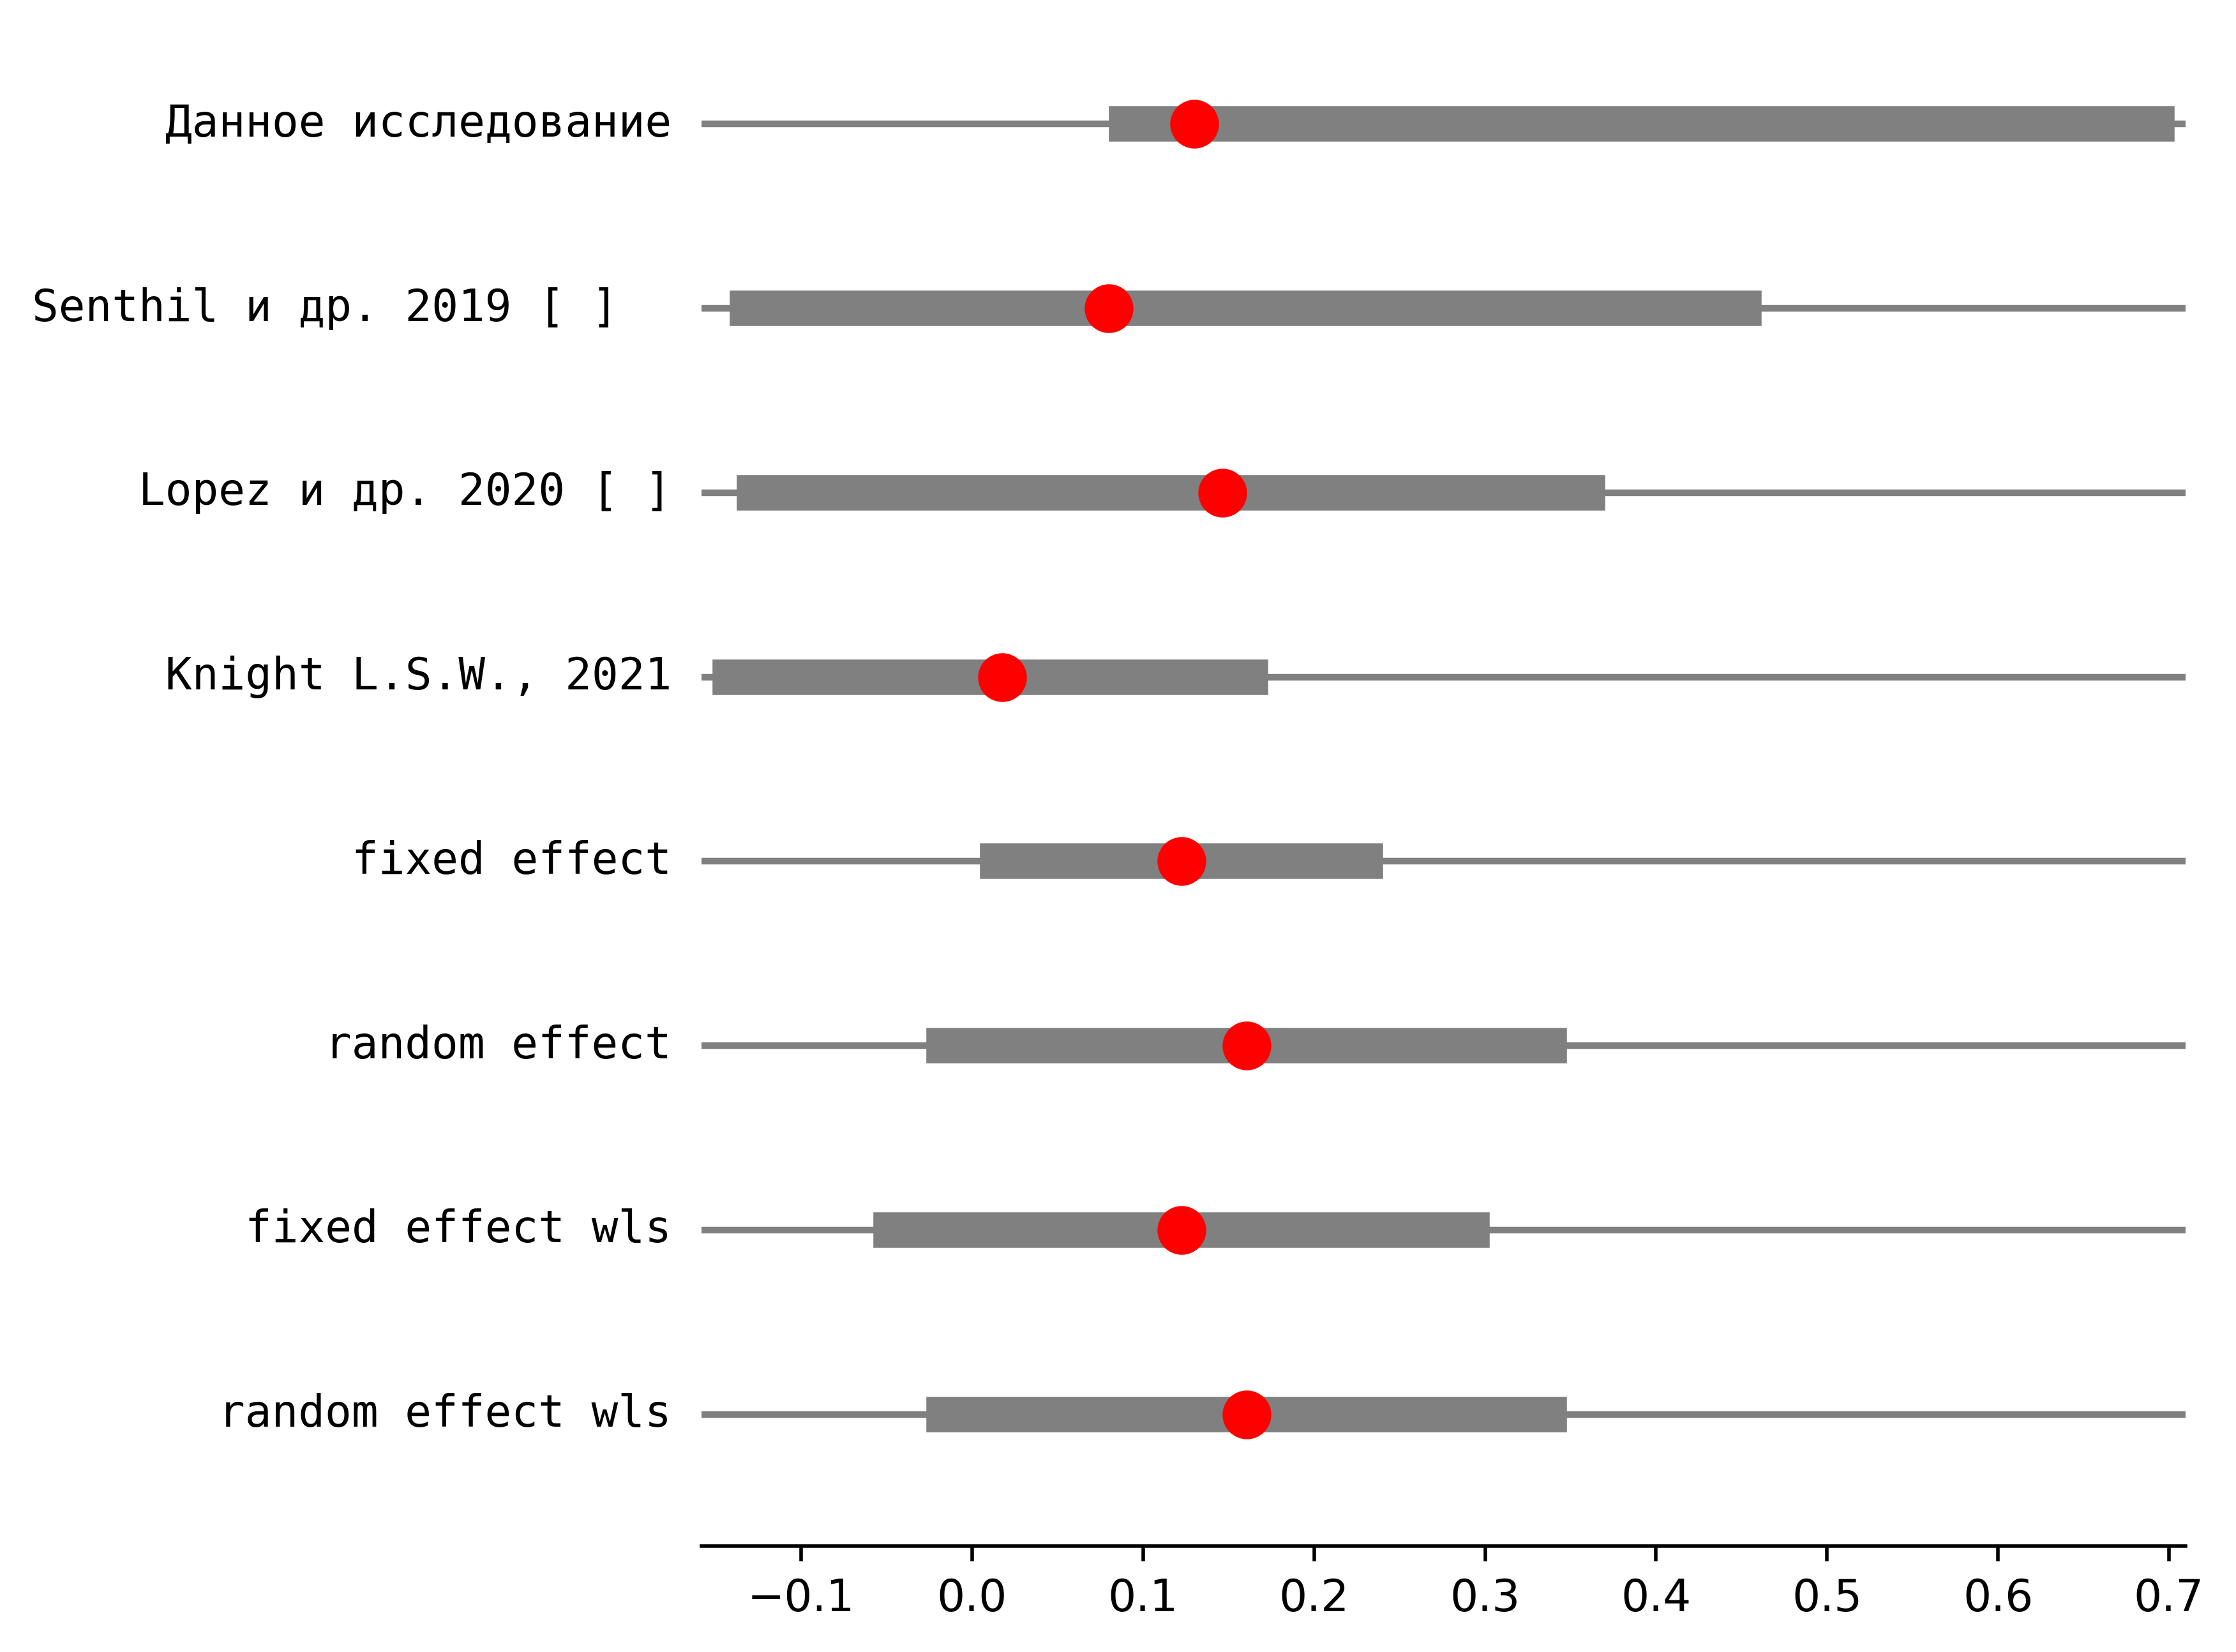 Данное исследование
Senthil и др. 2019 [ ]
Lopez и др. 2020 [ ]
Knight L.S.W., 2021
fixed effect
random effect
fixed effect wls
random effect wls
−0.1 0.0 0.1 0.2 0.3 0.4 0.5 0.6 0.7